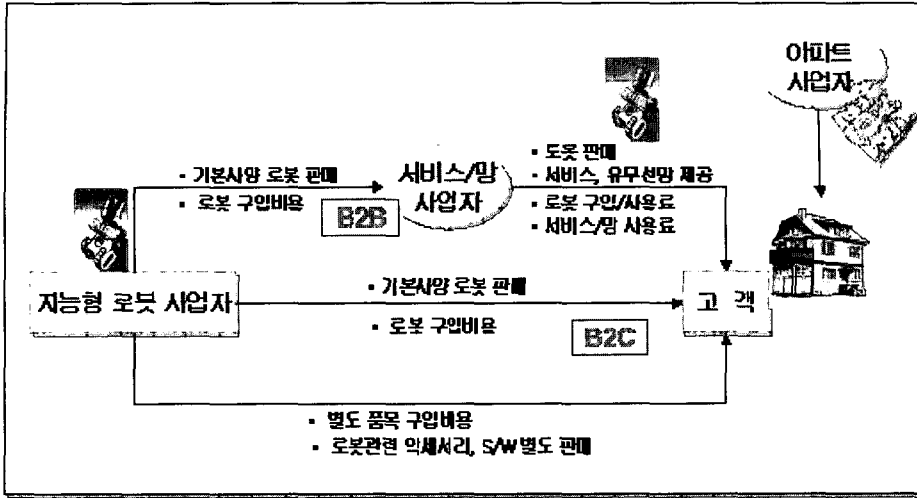 아파트
사업자
▪ 기본사양 로봇 판매
▪ 로봇 구입비용
B2B
서비스/망
사업자
▪ 도봇 판매
▪ 서비스, 유무선망 제공
▪ 로봇 구입/사용료
▪ 서비스/망 사용료
지능형 로봇 사업자
▪ 기본사양 로봇 판매
▪ 로봇 구입비용
B2C
고 객
▪ 별도 품목 구입비용
▪ 로봇관련 악세서리, S/W 별도 판매